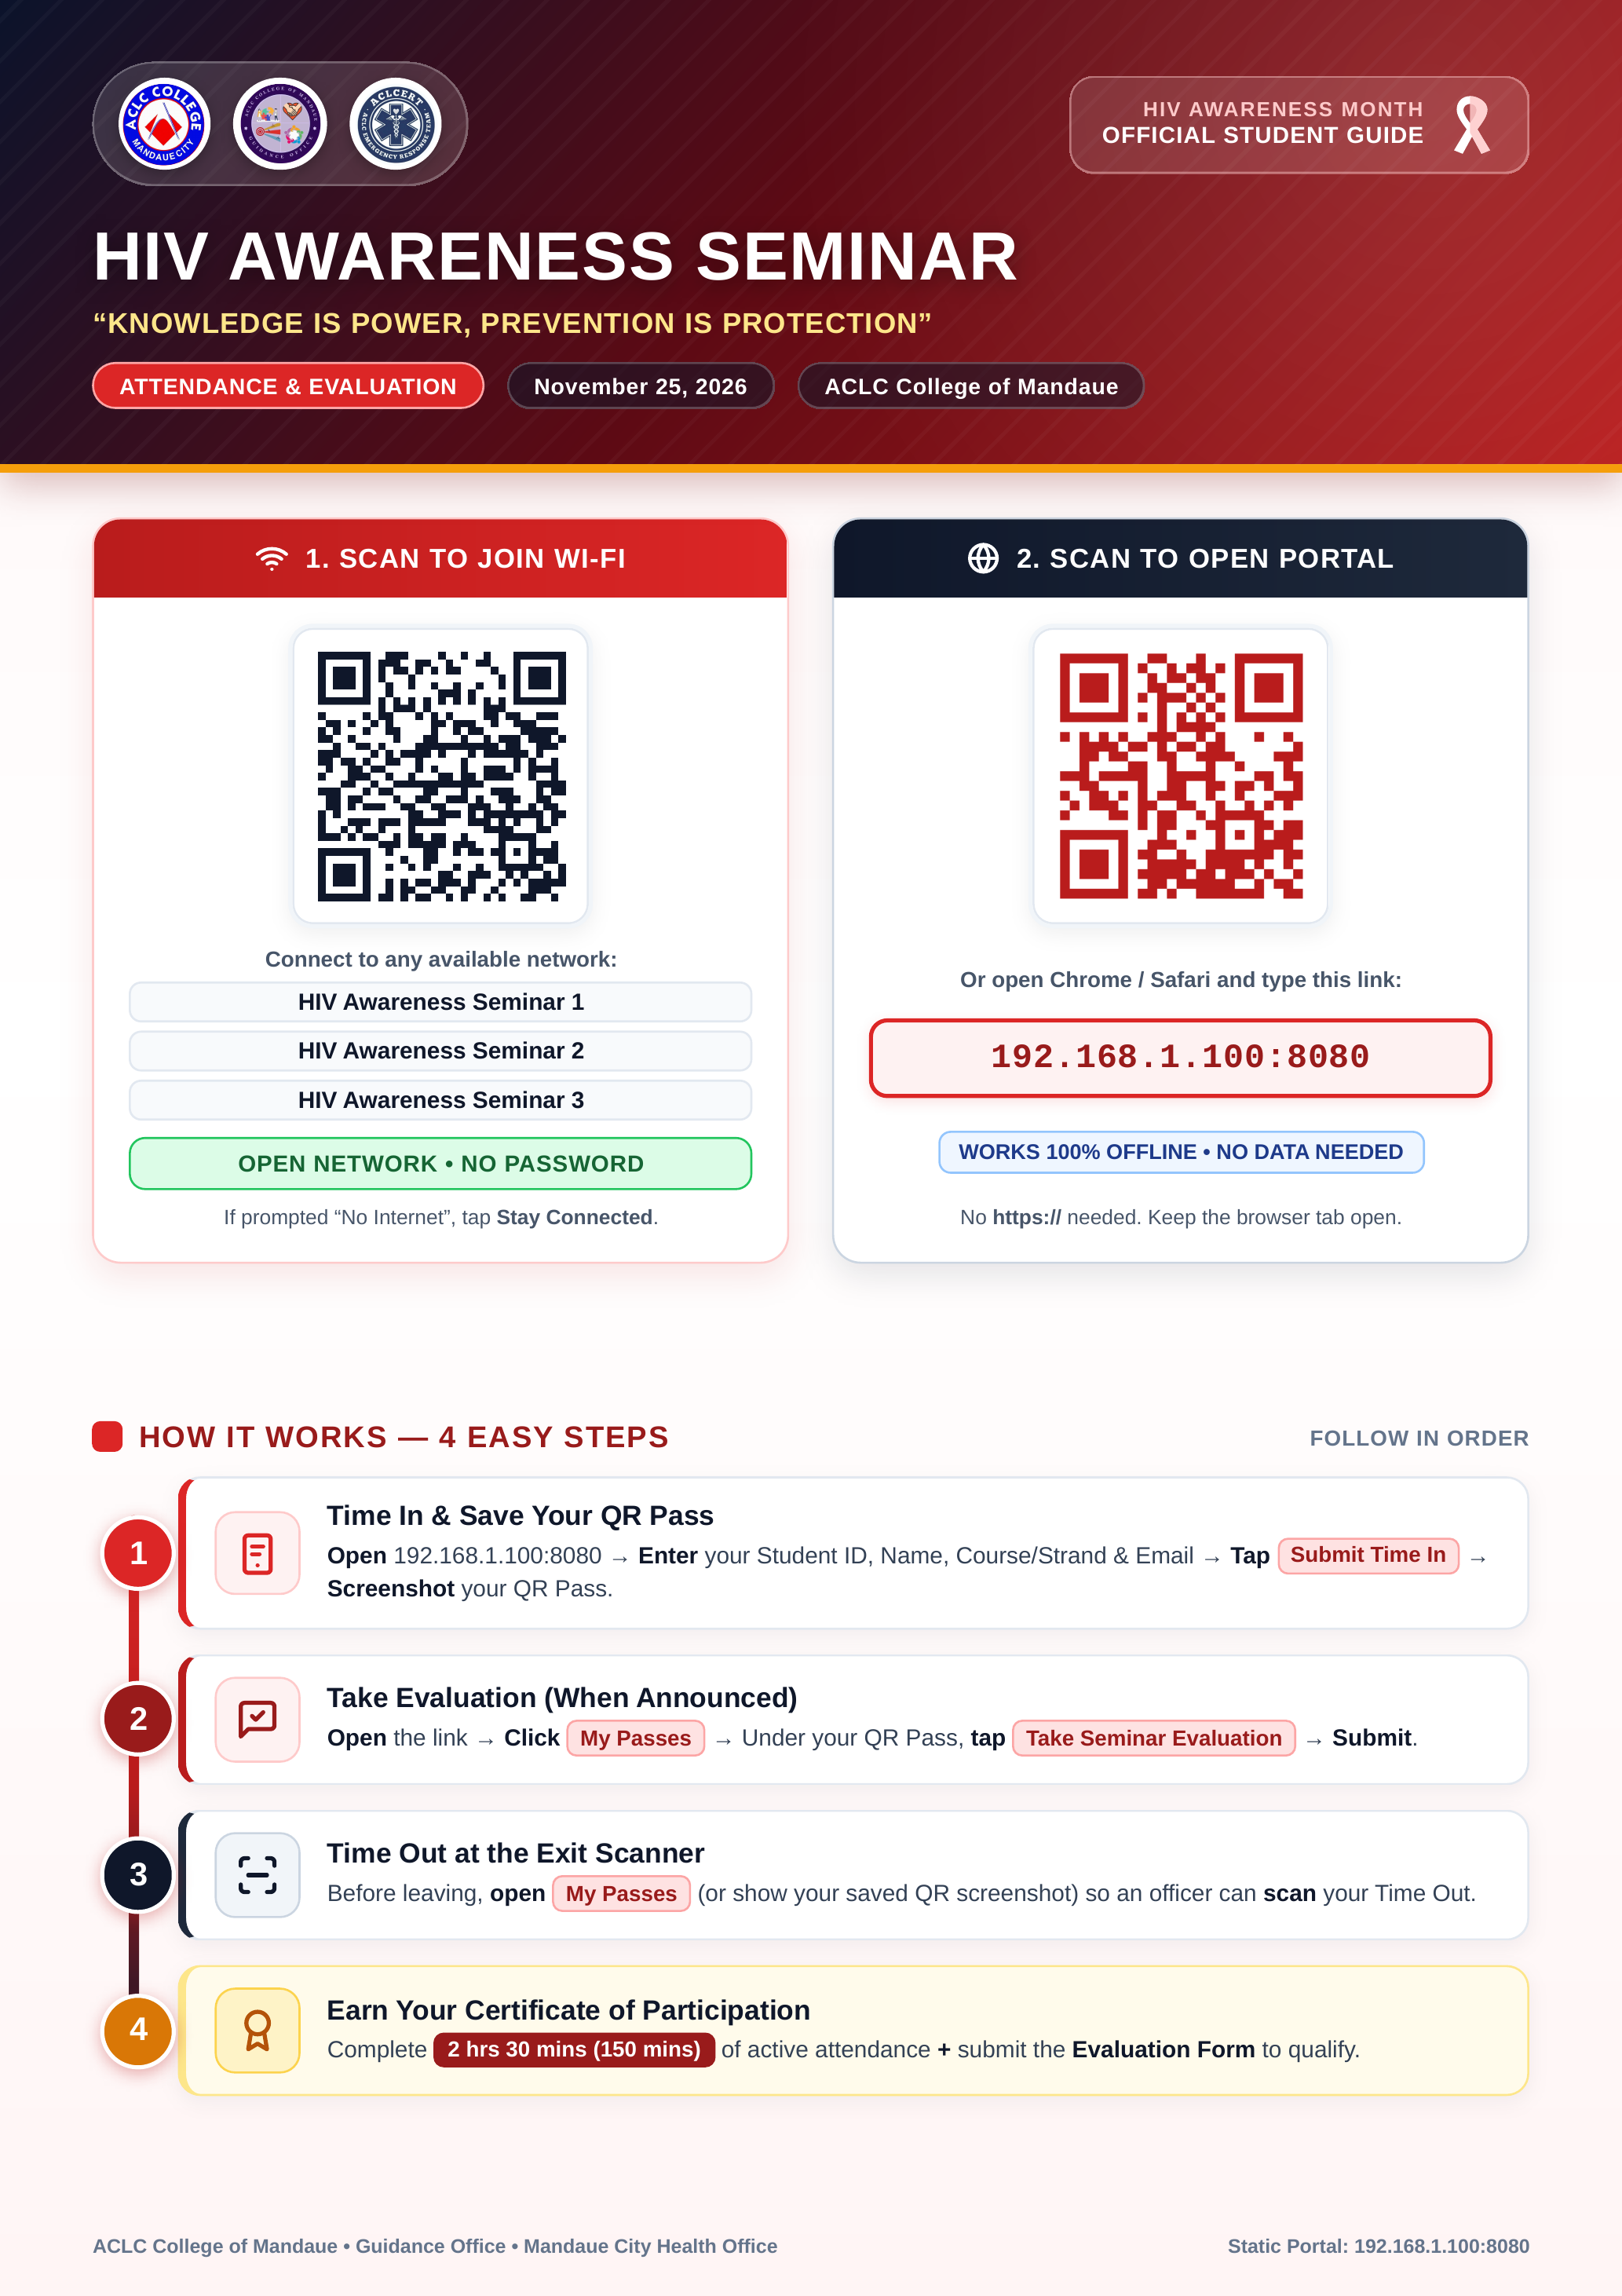 ACLC COLLEGE
MANDAUE CITY
ACLC COLLEGE OF MANDAUE
GUIDANCE OFFICE
ACLCERT
ACLC EMERGENCY RESPONSE TEAM
HIV AWARENESS MONTH
OFFICIAL STUDENT GUIDE
HIV AWARENESS SEMINAR
“KNOWLEDGE IS POWER, PREVENTION IS PROTECTION”
ATTENDANCE & EVALUATION
November 25, 2026
ACLC College of Mandaue
1. SCAN TO JOIN WI-FI
Connect to any available network:
HIV Awareness Seminar 1
HIV Awareness Seminar 2
HIV Awareness Seminar 3
OPEN NETWORK • NO PASSWORD
If prompted “No Internet”, tap Stay Connected.
2. SCAN TO OPEN PORTAL
Or open Chrome / Safari and type this link:
192.168.1.100:8080
WORKS 100% OFFLINE • NO DATA NEEDED
No https:// needed. Keep the browser tab open.
HOW IT WORKS — 4 EASY STEPS
FOLLOW IN ORDER
1
Time In & Save Your QR Pass
Open 192.168.1.100:8080 → Enter your Student ID, Name, Course/Strand & Email → Tap Submit Time In →
Screenshot your QR Pass.
2
Take Evaluation (When Announced)
Open the link → Click My Passes → Under your QR Pass, tap Take Seminar Evaluation → Submit.
3
Time Out at the Exit Scanner
Before leaving, open My Passes (or show your saved QR screenshot) so an officer can scan your Time Out.
4
Earn Your Certificate of Participation
Complete 2 hrs 30 mins (150 mins) of active attendance + submit the Evaluation Form to qualify.
ACLC College of Mandaue • Guidance Office • Mandaue City Health Office
Static Portal: 192.168.1.100:8080